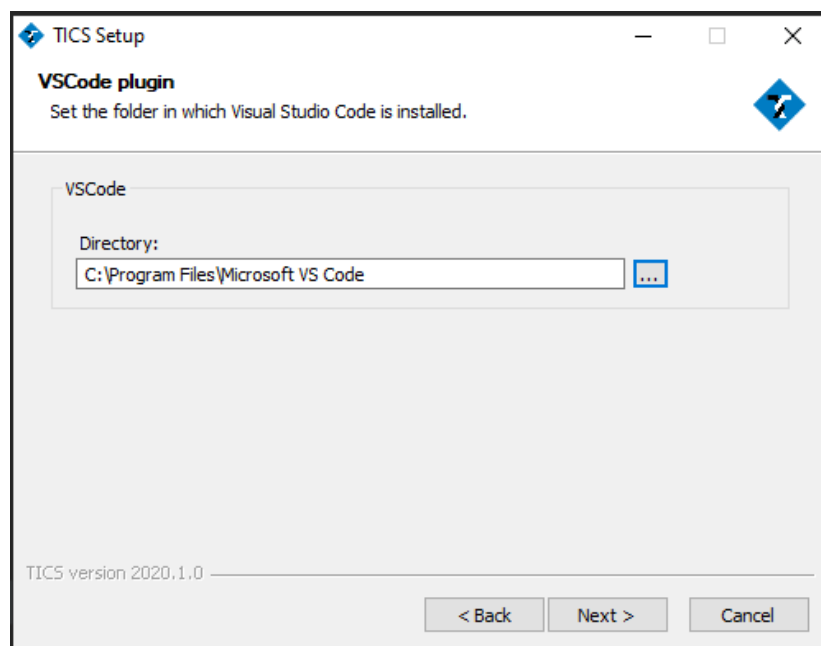 TICS Setup
VSCode plugin
Set the folder in which Visual Studio Code is installed.
VSCode
Directory:
C:\Program Files\Microsoft VS Code
...
TICS version 2020.1.0
< Back
Next >
Cancel